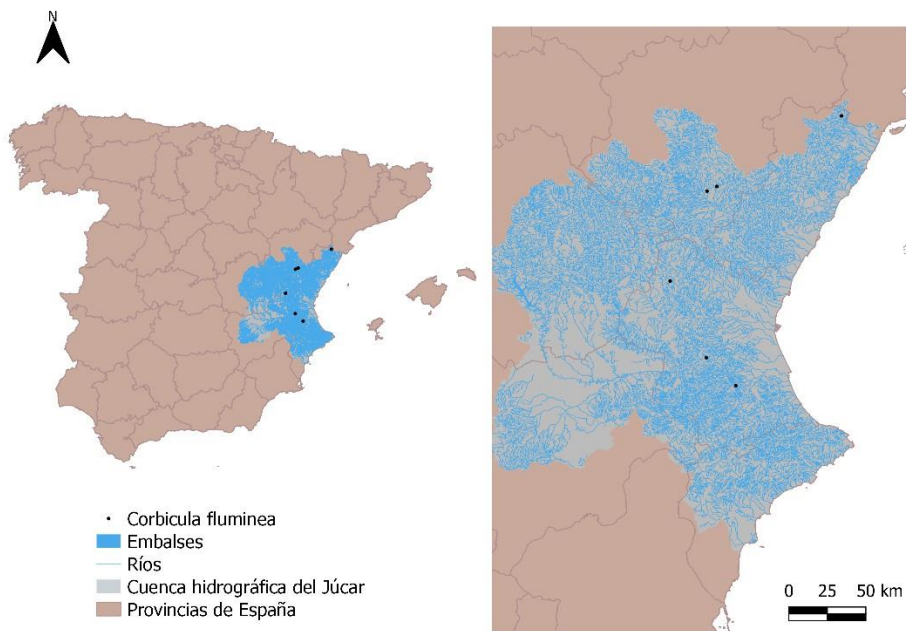 N
Corbicula fluminea
Embalses
Ríos
Cuenca hidrográfica del Júcar
Provincias de España
0 25 50 km